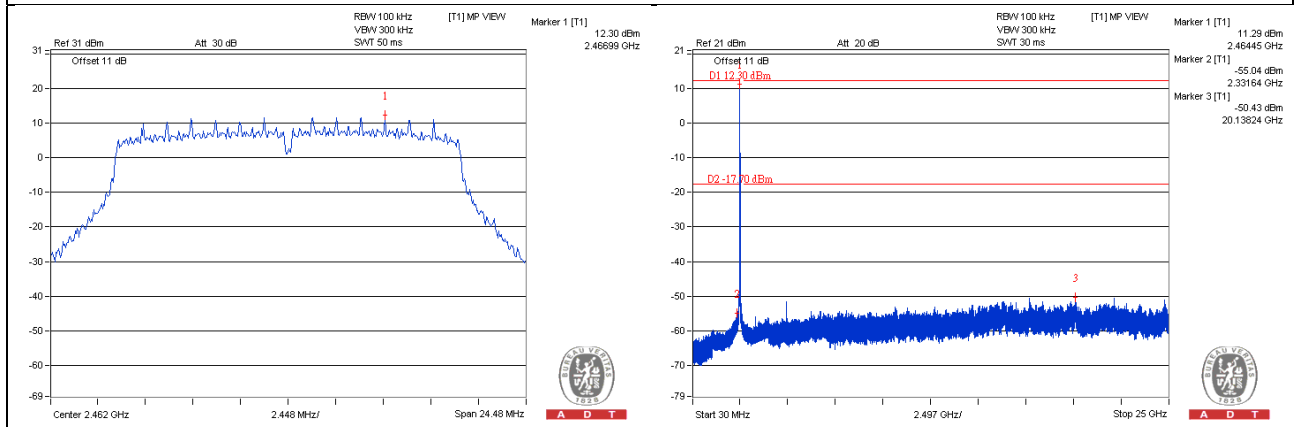 RBW 100 kHz
VBW 300 kHz
SWT 50 ms
[T1] MP VIEW
Marker 1 [T1]
12.30 dBm
2.46699 GHz
Ref 31 dBm
Att 30 dB
31
Offset 11 dB
20
10
0
-10
-20
-30
-40
-50
-60
-69
1
Center 2.462 GHz
2.448 MHz/
Span 24.48 MHz
BUREAU VERITAS
1828
A D T
RBW 100 kHz
VBW 300 kHz
SWT 30 ms
[T1] MP VIEW
Marker 1 [T1]
11.29 dBm
2.46445 GHz
Marker 2 [T1]
-55.04 dBm
2.33164 GHz
Marker 3 [T1]
-50.43 dBm
20.13824 GHz
Ref 21 dBm
Att 20 dB
21
Offset 11 dB
1
D1 12.30 dBm
10
0
-10
D2 -17.70 dBm
-20
-30
-40
-50
-60
-70
-79
2
3
Start 30 MHz
2.497 GHz/
Stop 25 GHz
BUREAU VERITAS
1828
A D T